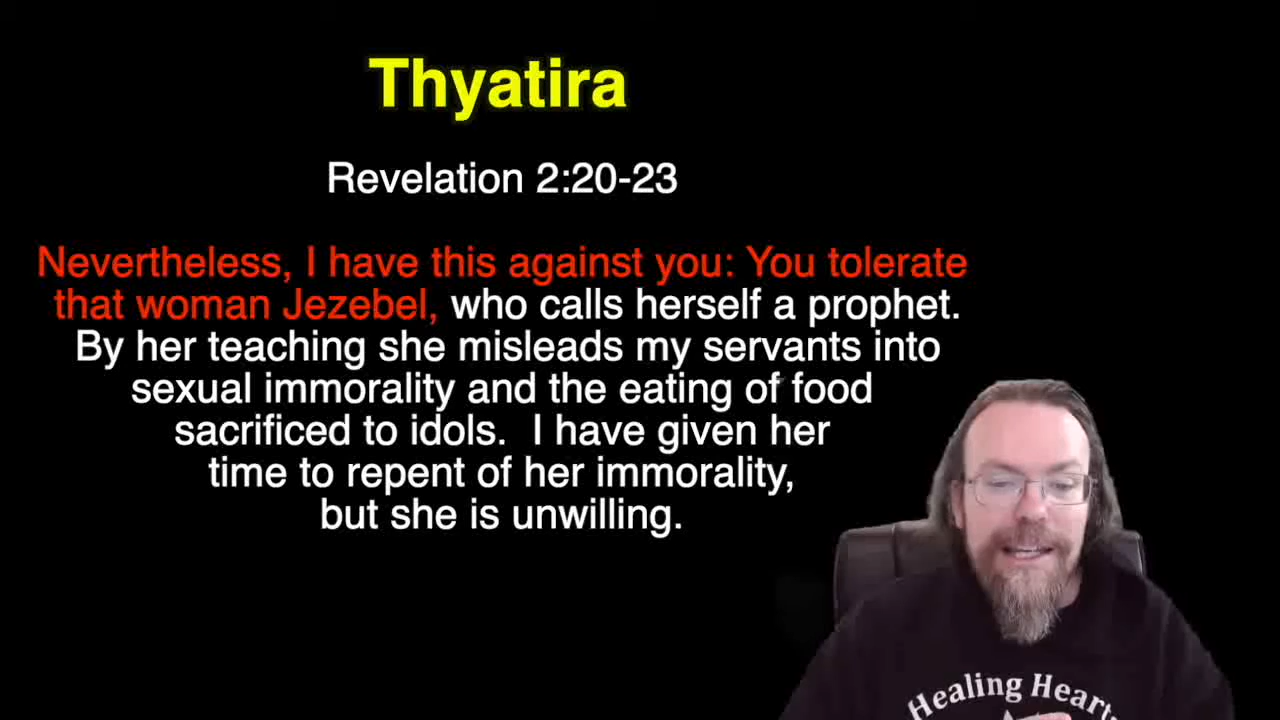 Thyatira
Revelation 2:20-23
Nevertheless, I have this against you: You tolerate
that woman Jezebel, who calls herself a prophet.
By her teaching she misleads my servants into
sexual immorality and the eating of food
sacrificed to idols.  I have given her
time to repent of her immorality,
but she is unwilling.
Healing